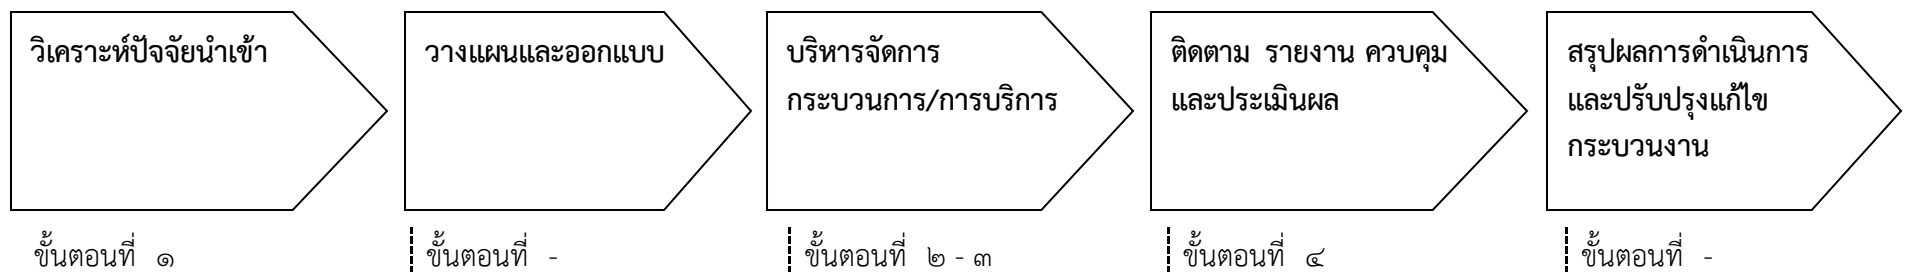 วิเคราะห์ปัจจัยนำเข้า
วางแผนและออกแบบ
บริหารจัดการ
กระบวนการ/การบริการ
ติดตาม รายงาน ควบคุม
และประเมินผล
สรุปผลการดำเนินการ
และปรับปรุงแก้ไข
กระบวนงาน
ขั้นตอนที่ ๑
ขั้นตอนที่ -
ขั้นตอนที่ ๒ - ๓
ขั้นตอนที่ ๔
ขั้นตอนที่ -